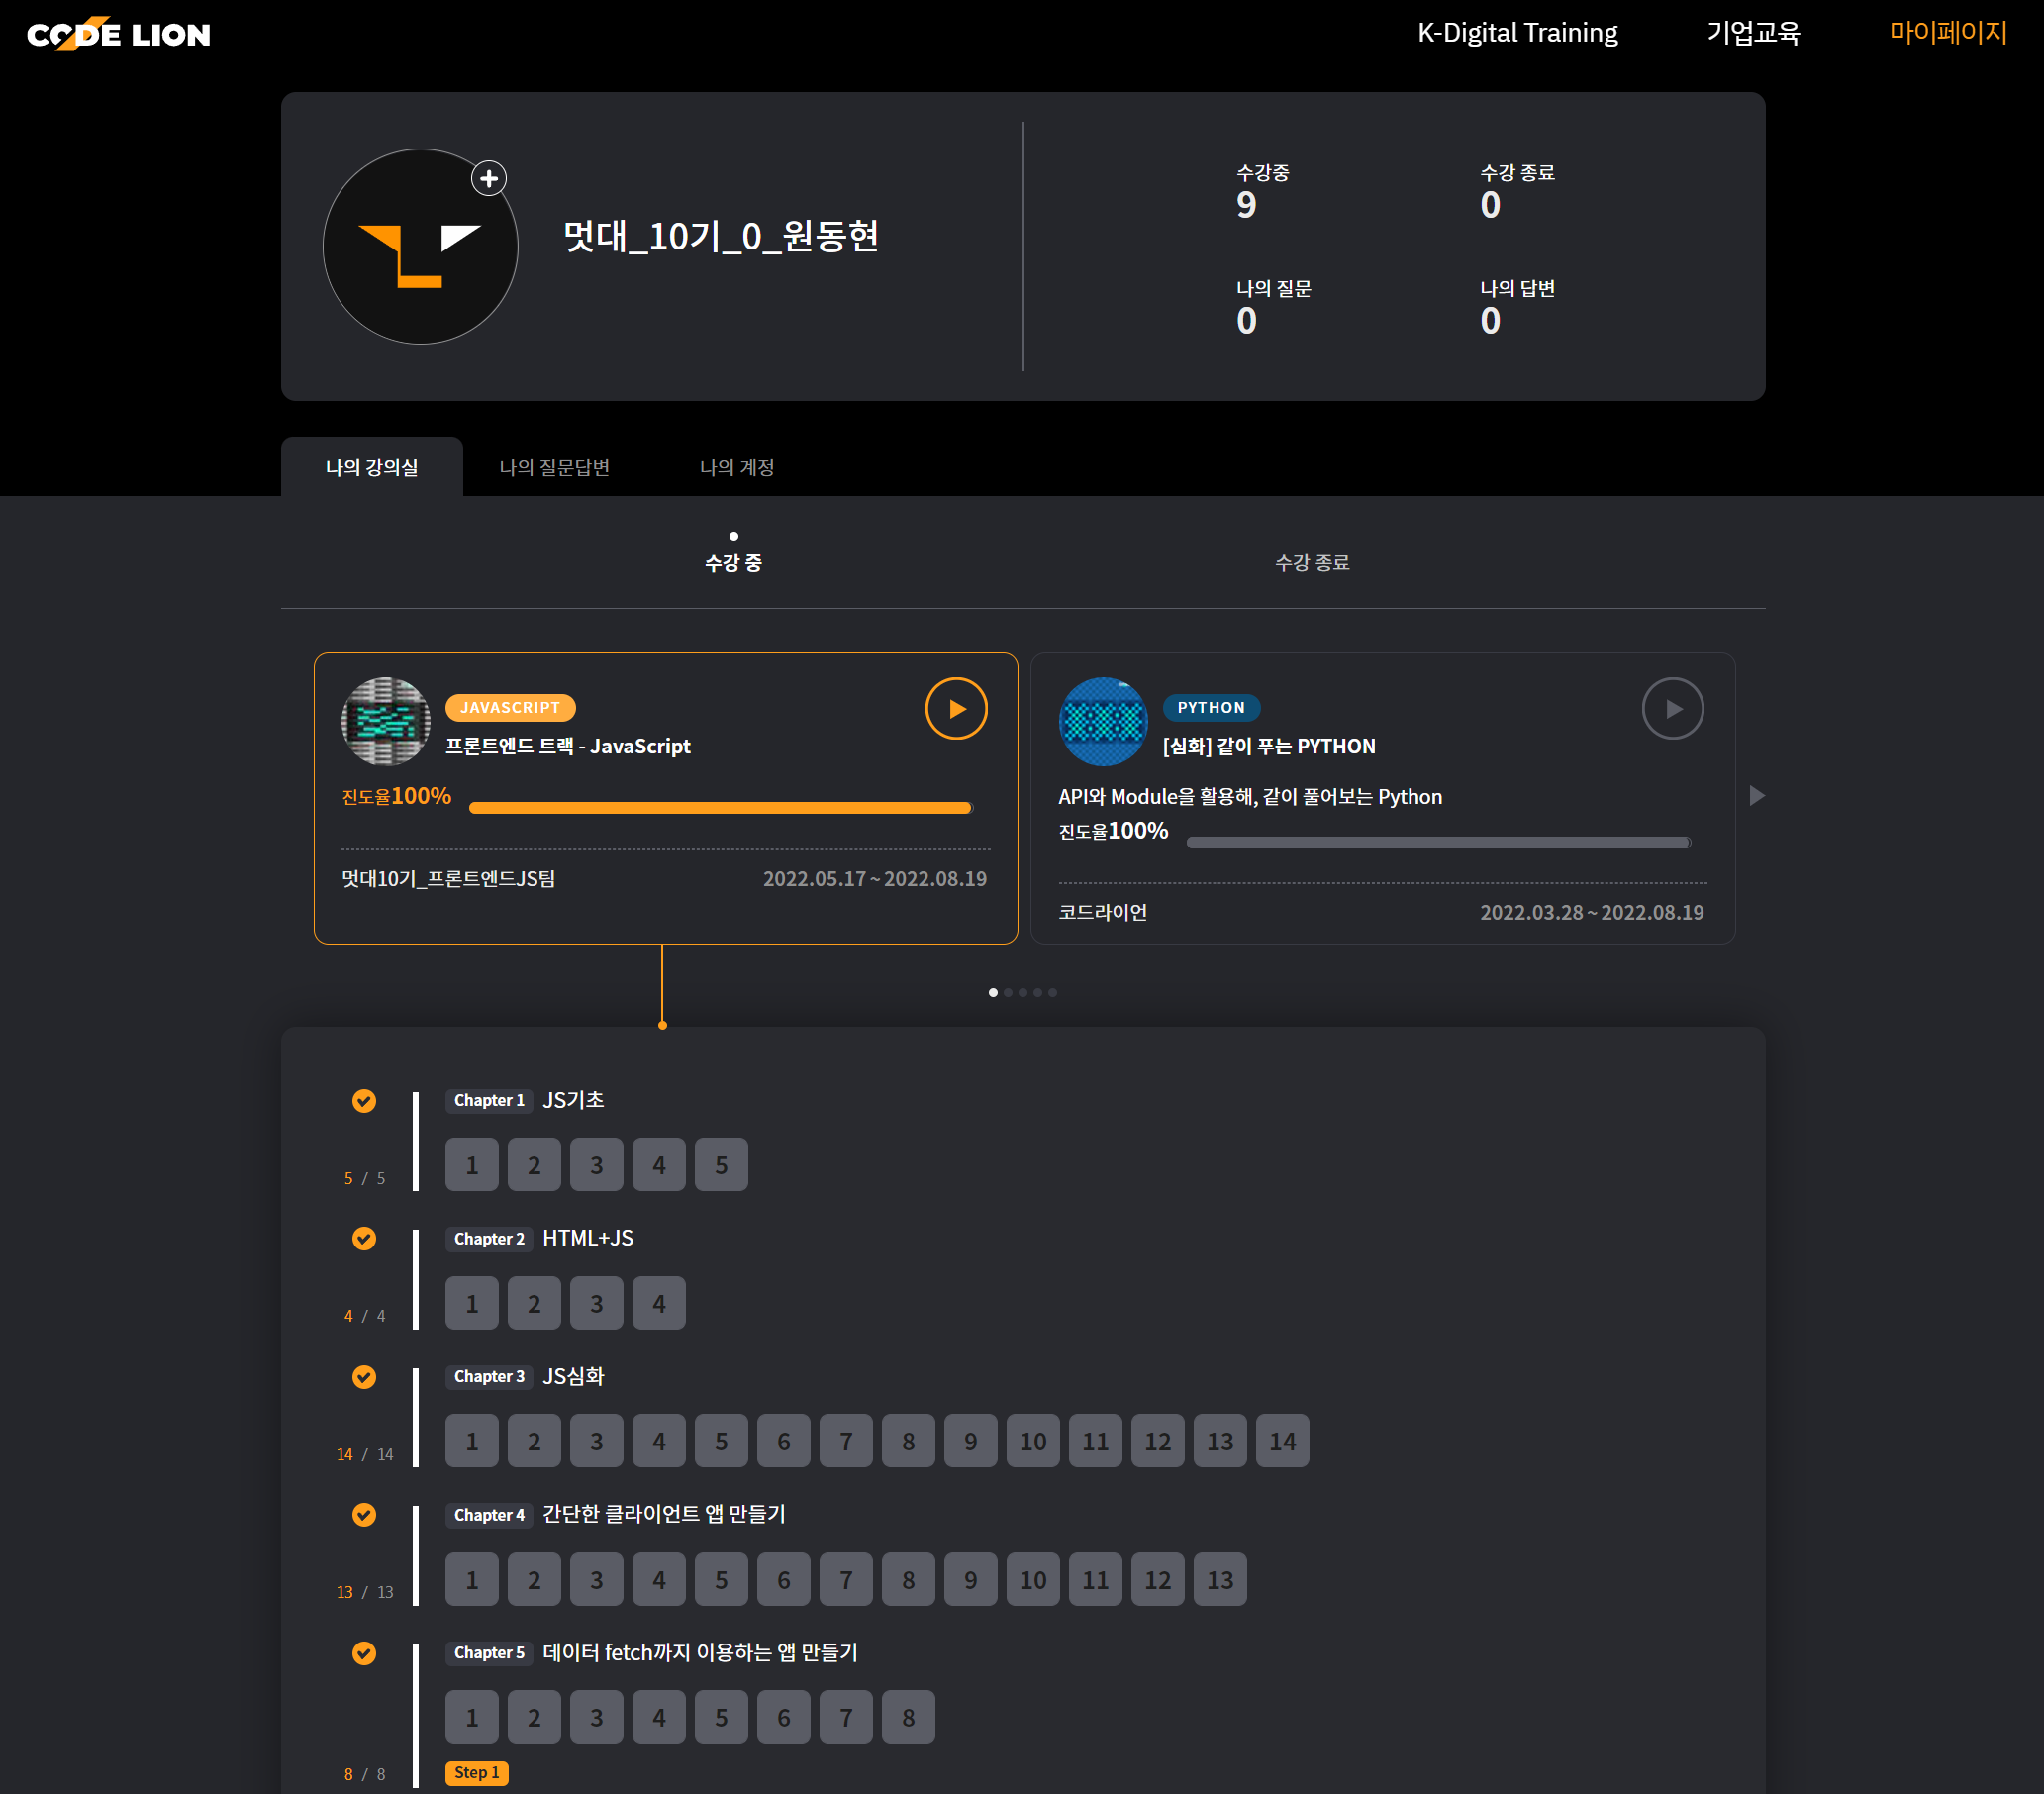 CODE LION
K-Digital Training 기업교육 마이페이지
멋대_10기_0_원동현
수강중 수강 종료
9 0
나의 질문 나의 답변
0 0
나의 강의실 나의 질문답변 나의 계정
수강 중 수강 종료
JAVASCRIPT
프론트엔드 트랙 - JavaScript
진도율100%
멋대10기_프론트엔드JS팀 2022.05.17 ~ 2022.08.19
PYTHON
[심화] 같이 푸는 PYTHON
API와 Module을 활용해, 같이 풀어보는 Python
진도율100%
코드라이언 2022.03.28 ~ 2022.08.19
Chapter 1 JS기초
1 2 3 4 5
5 / 5
Chapter 2 HTML+JS
1 2 3 4
4 / 4
Chapter 3 JS심화
1 2 3 4 5 6 7 8 9 10 11 12 13 14
14 / 14
Chapter 4 간단한 클라이언트 앱 만들기
1 2 3 4 5 6 7 8 9 10 11 12 13
13 / 13
Chapter 5 데이터 fetch까지 이용하는 앱 만들기
1 2 3 4 5 6 7 8
8 / 8 Step 1